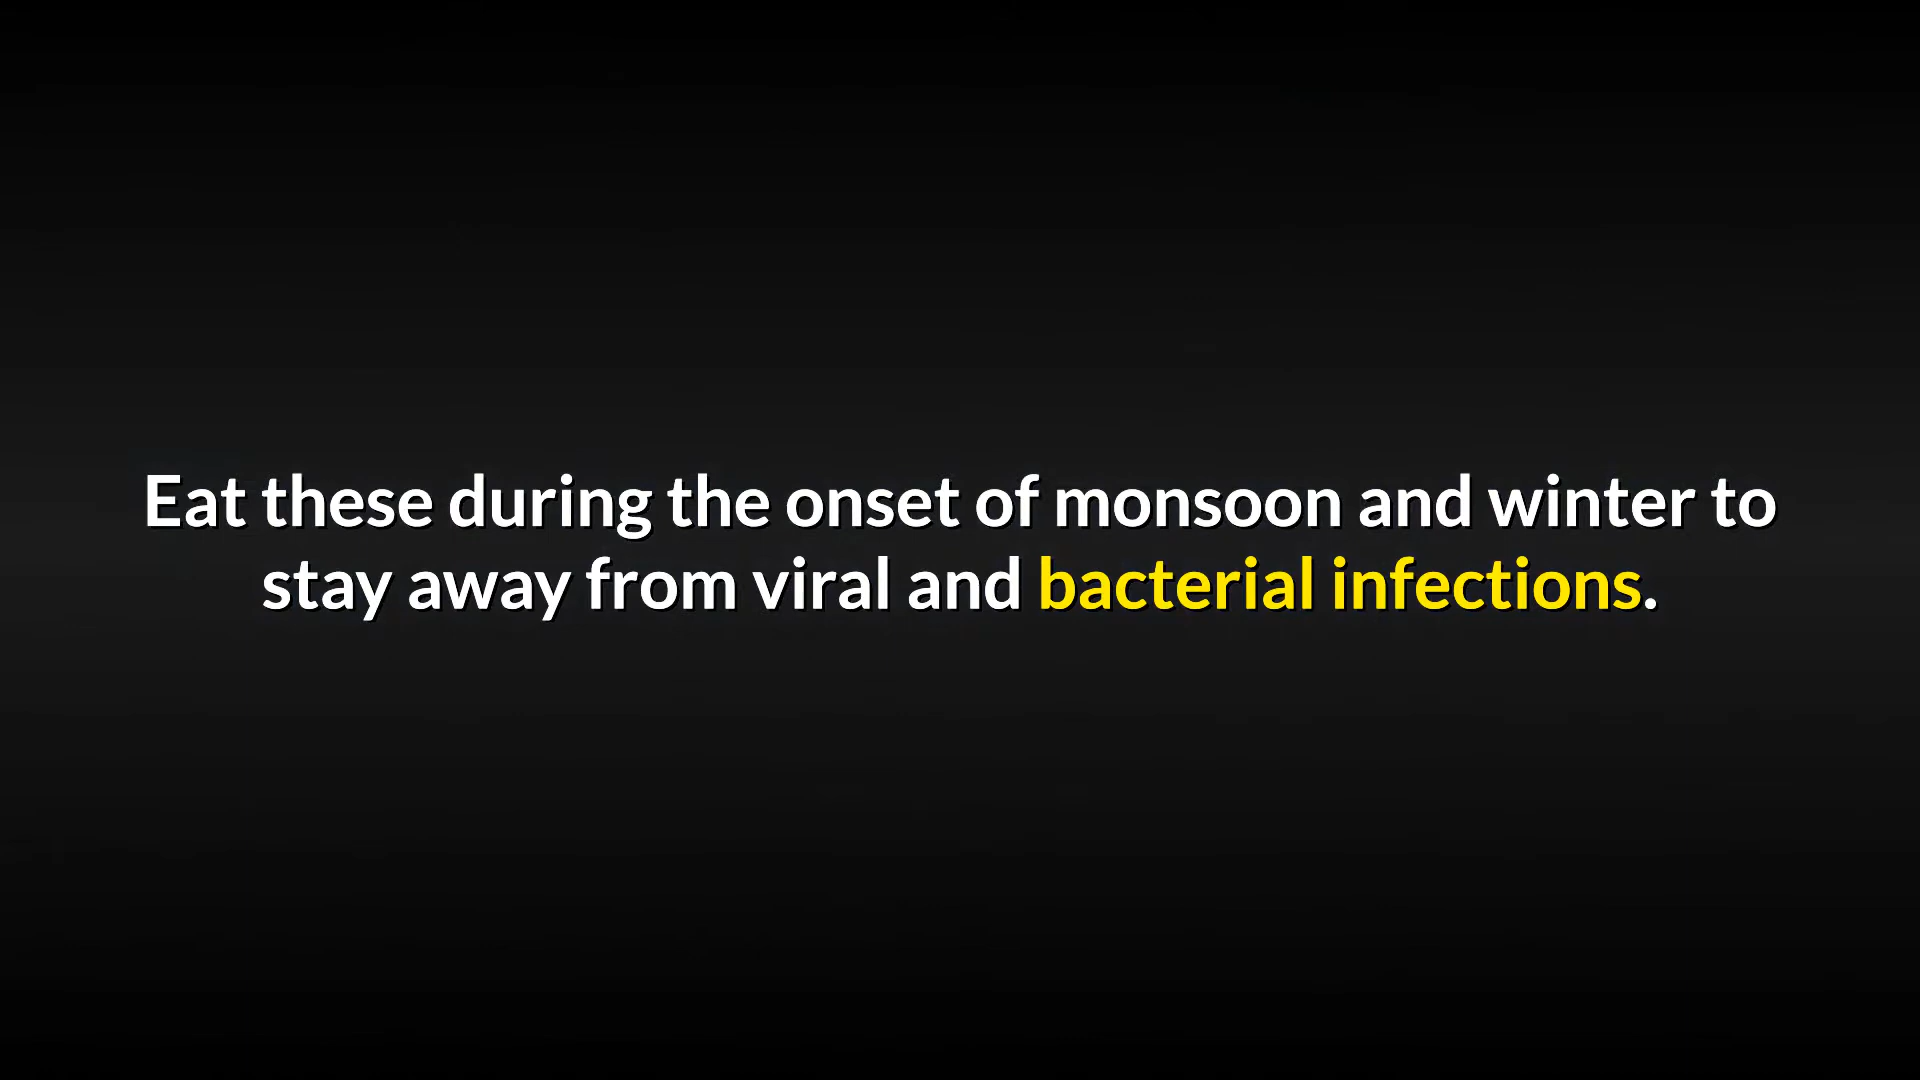 Eat these during the onset of monsoon and winter to
stay away from viral and bacterial infections.